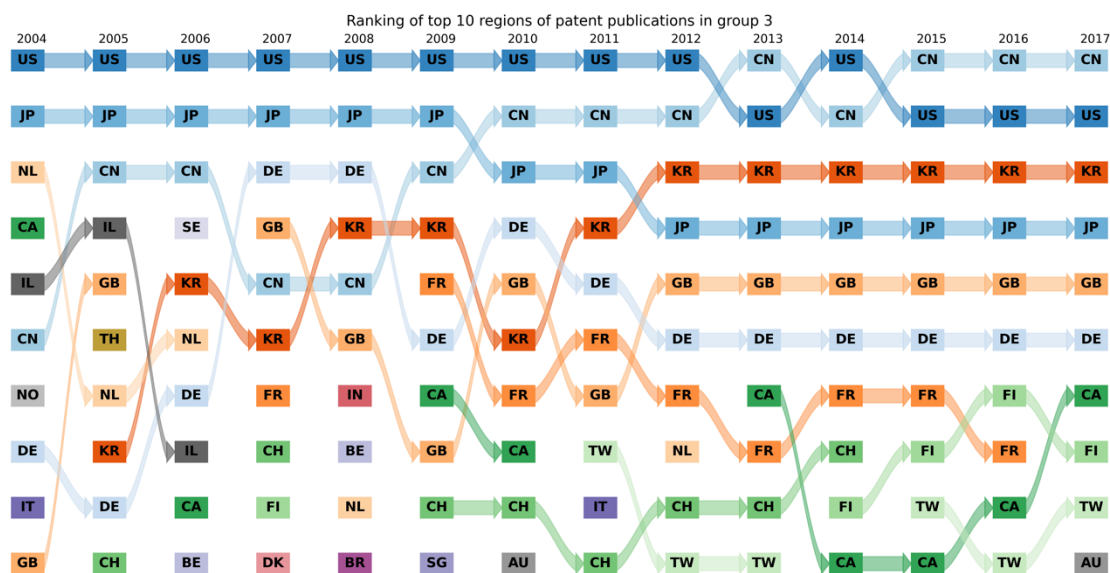 Ranking of top 10 regions of patent publications in group 3
2004 2005 2006 2007 2008 2009 2010 2011 2012 2013 2014 2015 2016 2017
US US US US US US US US US CN US CN CN CN
JP JP JP JP JP JP CN CN CN US CN US US US
NL CN CN DE DE CN JP JP KR KR KR KR KR KR
CA IL SE GB KR KR DE KR JP JP JP JP JP JP
IL GB KR CN CN FR GB DE GB GB GB GB GB GB
CN TH NL KR GB DE KR FR DE DE DE DE DE DE
NO NL DE FR IN CA FR GB FR CA FR FR FI CA
DE KR IL CH BE GB CA TW NL FR CH FI FR FI
IT DE CA FI NL CH CH IT CH CH FI TW CA TW
GB CH BE DK BR SG AU CH TW TW CA CA TW AU